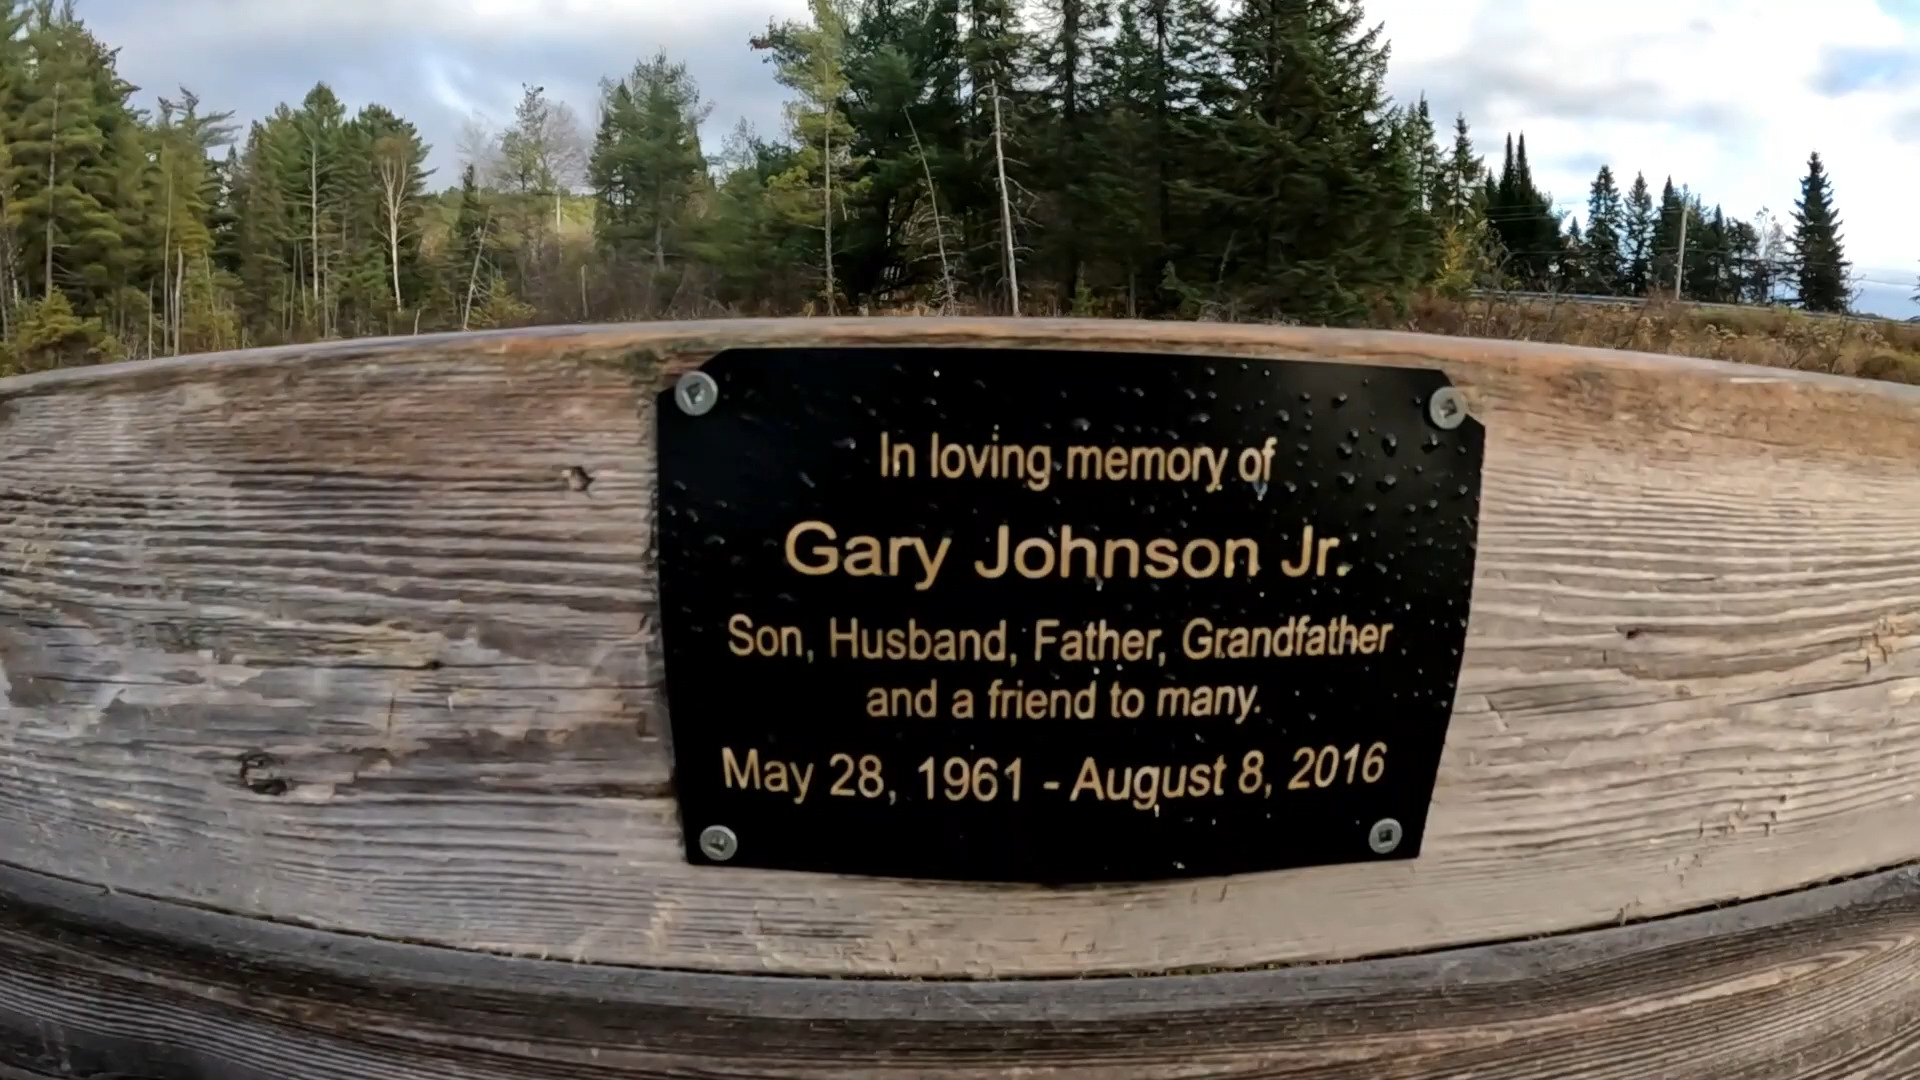 In loving memory of
Gary Johnson Jr.
Son, Husband, Father, Grandfather
and a friend to many.
May 28, 1961 - August 8, 2016